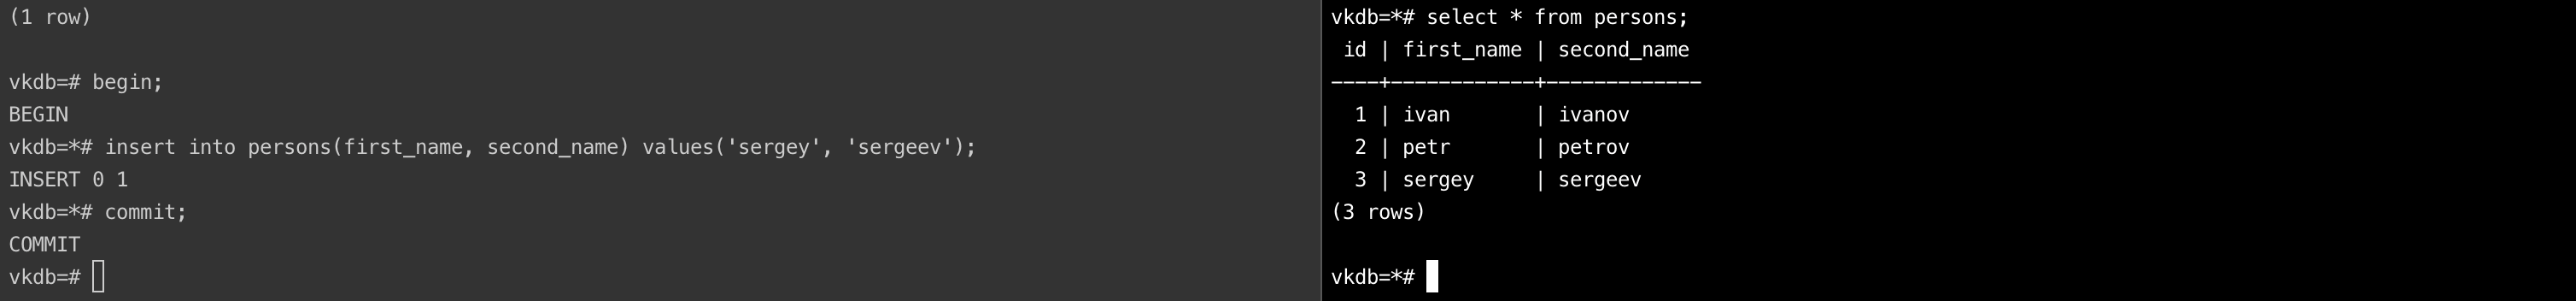 (1 row)
vkdb=# begin;
BEGIN
vkdb=*# insert into persons(first_name, second_name) values('sergey', 'sergeev');
INSERT 0 1
vkdb=*# commit;
COMMIT
vkdb=#
vkdb=*# select * from persons;
 id | first_name | second_name
----+------------+-------------
  1 | ivan       | ivanov
  2 | petr       | petrov
  3 | sergey     | sergeev
(3 rows)
vkdb=*#